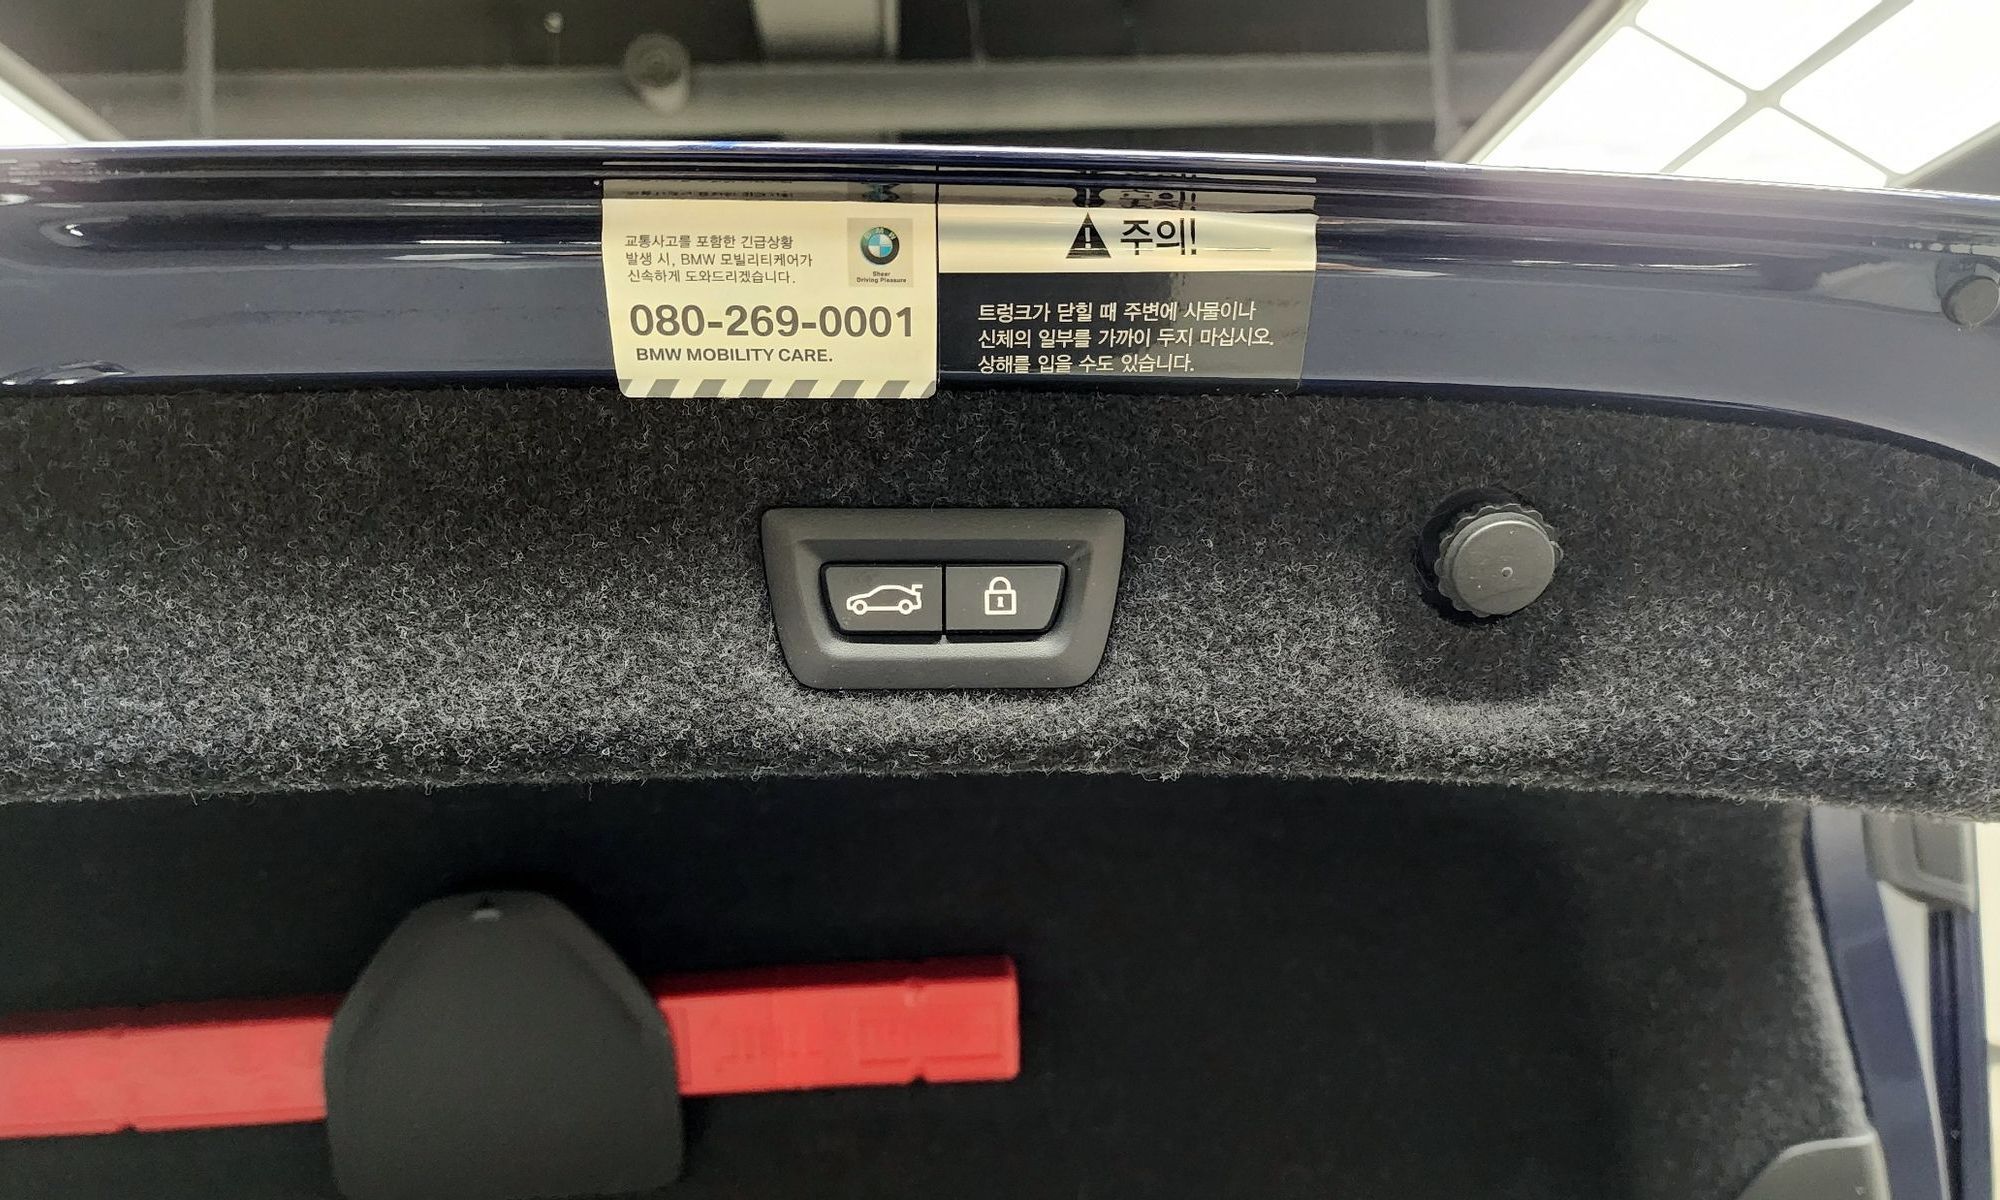 교통사고를 포함한 긴급상황
발생 시, BMW 모빌리티케어가
신속하게 도와드리겠습니다.
Sheer
Driving Pleasure
080-269-0001
BMW MOBILITY CARE.
주의!
트렁크가 닫힐 때 주변에 사물이나
신체의 일부를 가까이 두지 마십시오.
상해를 입을 수도 있습니다.